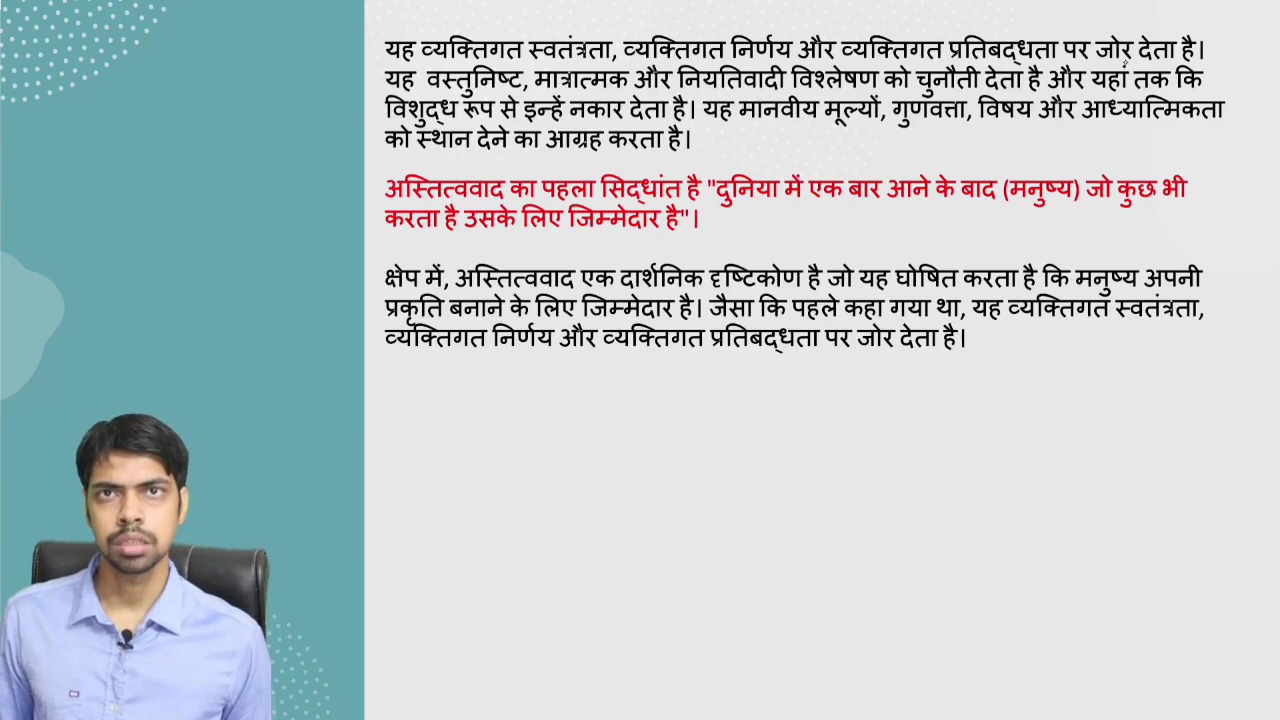 यह व्यक्तिगत स्वतंत्रता, व्यक्तिगत निर्णय और व्यक्तिगत प्रतिबद्धता पर जोर देता है।
यह वस्तुनिष्ट, मात्रात्मक और नियतिवादी विश्लेषण को चुनौती देता है और यहां तक कि
विशुद्ध रूप से इन्हें नकार देता है। यह मानवीय मूल्यों, गुणवत्ता, विषय और आध्यात्मिकता
को स्थान देने का आग्रह करता है।
अस्तित्ववाद का पहला सिद्धांत है "दुनिया में एक बार आने के बाद (मनुष्य) जो कुछ भी
करता है उसके लिए जिम्मेदार है"।
क्षेप में, अस्तित्ववाद एक दार्शनिक दृष्टिकोण है जो यह घोषित करता है कि मनुष्य अपनी
प्रकृति बनाने के लिए जिम्मेदार है। जैसा कि पहले कहा गया था, यह व्यक्तिगत स्वतंत्रता,
व्यक्तिगत निर्णय और व्यक्तिगत प्रतिबद्धता पर जोर देता है।